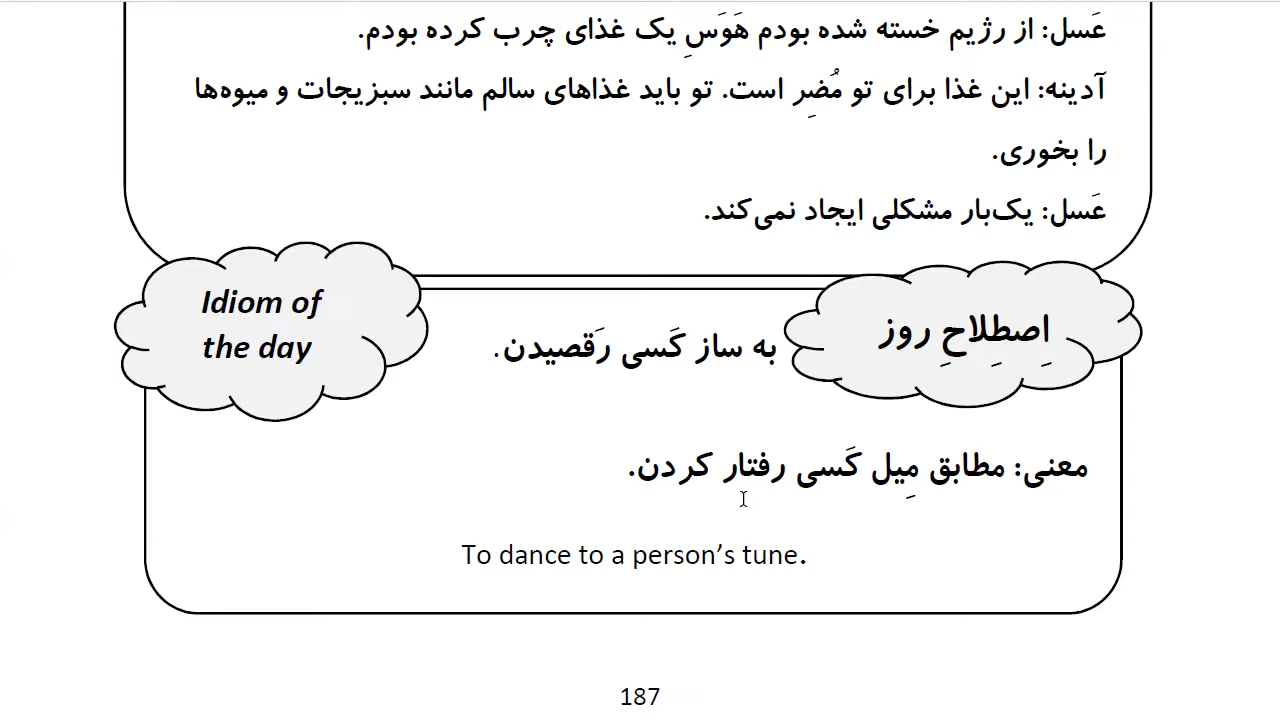 عَسل: از رژیم خسته شده بودم هَوَسِ یک غذای چرب کرده بودم.
آدینه: این غذا برای تو مُضِر است. تو باید غذاهای سالم مانند سبزیجات و میوه‌ها
را بخوری.
عَسل: یک‌بار مشکلی ایجاد نمی‌کند.
Idiom of
the day
اِصطِلاحِ روز
به ساز کَسی رَقصیدن.
معنی: مطابق مِیل کَسی رفتار کردن.
To dance to a person’s tune.
187